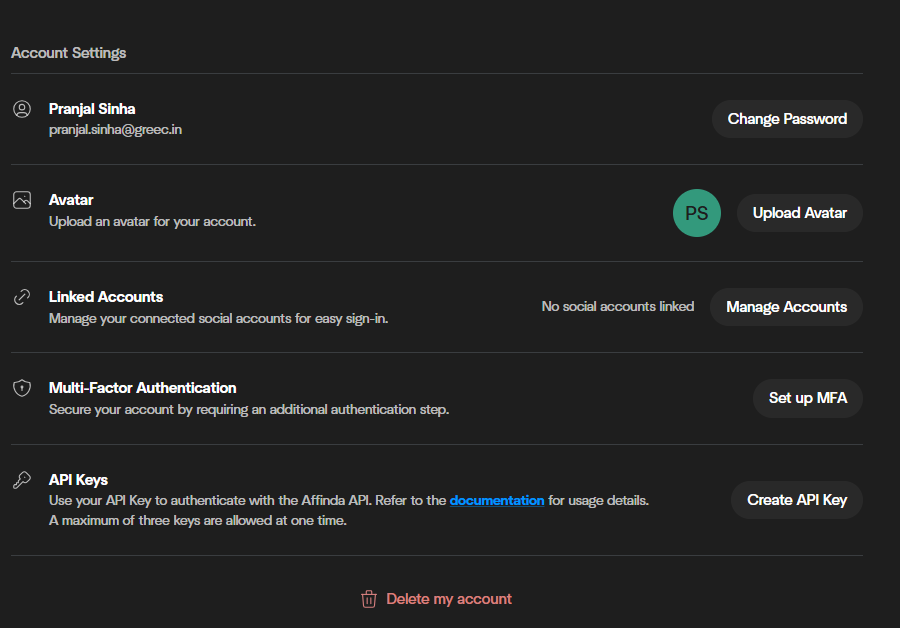 Account Settings
Pranjal Sinha
pranjal.sinha@greec.in
Change Password
Avatar
Upload an avatar for your account.
PS
Upload Avatar
Linked Accounts
Manage your connected social accounts for easy sign-in.
No social accounts linked
Manage Accounts
Multi-Factor Authentication
Secure your account by requiring an additional authentication step.
Set up MFA
API Keys
Use your API Key to authenticate with the Affinda API. Refer to the documentation for usage details.
A maximum of three keys are allowed at one time.
Create API Key
Delete my account